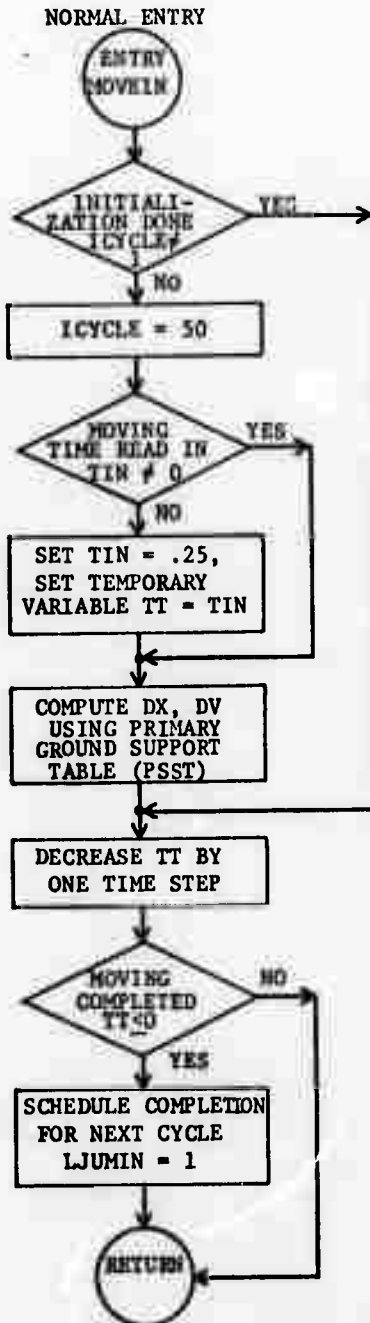 NORMAL ENTRY
ENTRY
MOVEIN
INITIALI-
ZATION DONE
ICYCLE≠
1
YES
NO
ICYCLE = 50
MOVING
TIME READ IN
TIN ≠ 0
YES
NO
SET TIN = .25,
SET TEMPORARY
VARIABLE TT = TIN
COMPUTE DX, DV
USING PRIMARY
GROUND SUPPORT
TABLE (PSST)
DECREASE TT BY
ONE TIME STEP
MOVING
COMPLETED
TT≤0
NO
YES
SCHEDULE COMPLETION
FOR NEXT CYCLE
LJUMIN = 1
RETURN